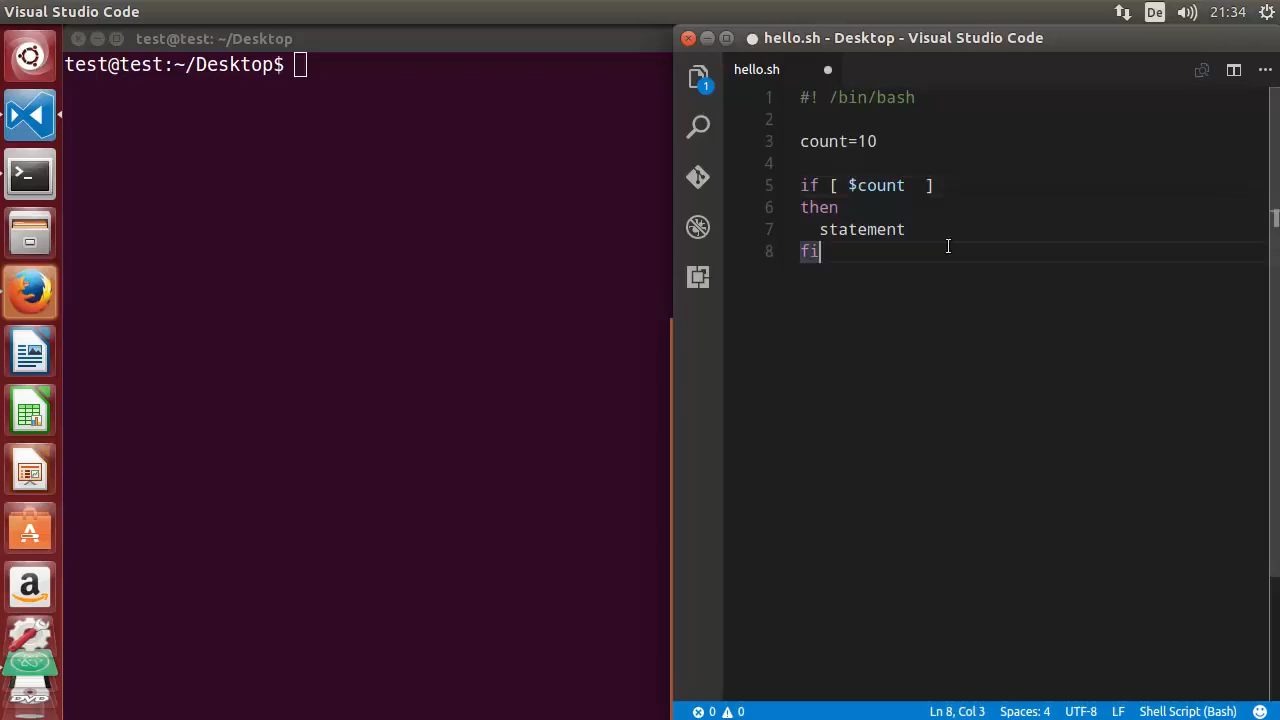 Visual Studio Code
De
21:34
test@test: ~/Desktop
test@test:~/Desktop$
hello.sh - Desktop - Visual Studio Code
hello.sh
1
1 #! /bin/bash
2
3 count=10
4
5 if [ $count  ]
6 then
7   statement
8 fi
a
DVD
0 0
Ln 8, Col 3
Spaces: 4
UTF-8
LF
Shell Script (Bash)